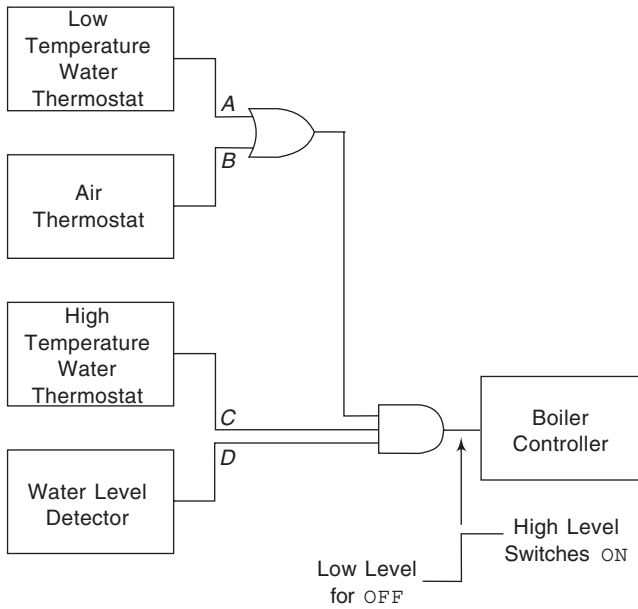 Low
Temperature
Water
Thermostat
A
B
Air
Thermostat
High
Temperature
Water
Thermostat
C
D
Water Level
Detector
Boiler
Controller
High Level
Switches ON
Low Level
for OFF